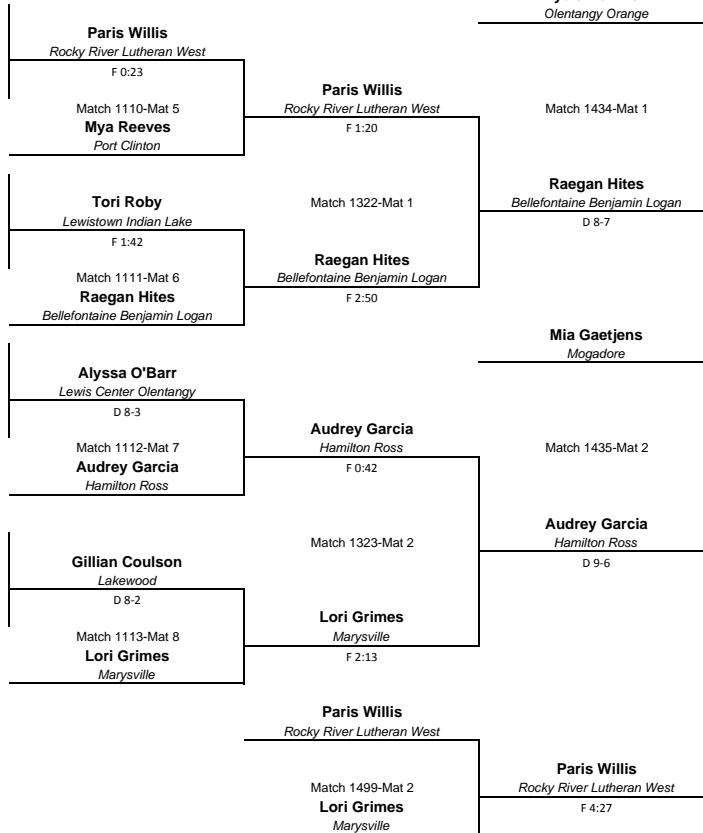 Olentangy Orange
Paris Willis
Rocky River Lutheran West
F 0:23
Paris Willis
Match 1110-Mat 5
Rocky River Lutheran West
Match 1434-Mat 1
Mya Reeves
F 1:20
Port Clinton
Raegan Hites
Tori Roby
Match 1322-Mat 1
Bellefontaine Benjamin Logan
Lewistown Indian Lake
D 8-7
F 1:42
Raegan Hites
Match 1111-Mat 6
Bellefontaine Benjamin Logan
Raegan Hites
F 2:50
Bellefontaine Benjamin Logan
Mia Gaetjens
Mogadore
Alyssa O'Barr
Lewis Center Olentangy
D 8-3
Audrey Garcia
Match 1112-Mat 7
Hamilton Ross
Match 1435-Mat 2
Audrey Garcia
F 0:42
Hamilton Ross
Audrey Garcia
Match 1323-Mat 2
Hamilton Ross
Gillian Coulson
D 9-6
Lakewood
D 8-2
Lori Grimes
Match 1113-Mat 8
Marysville
Lori Grimes
F 2:13
Marysville
Paris Willis
Rocky River Lutheran West
Paris Willis
Match 1499-Mat 2
Rocky River Lutheran West
Lori Grimes
F 4:27
Marysville